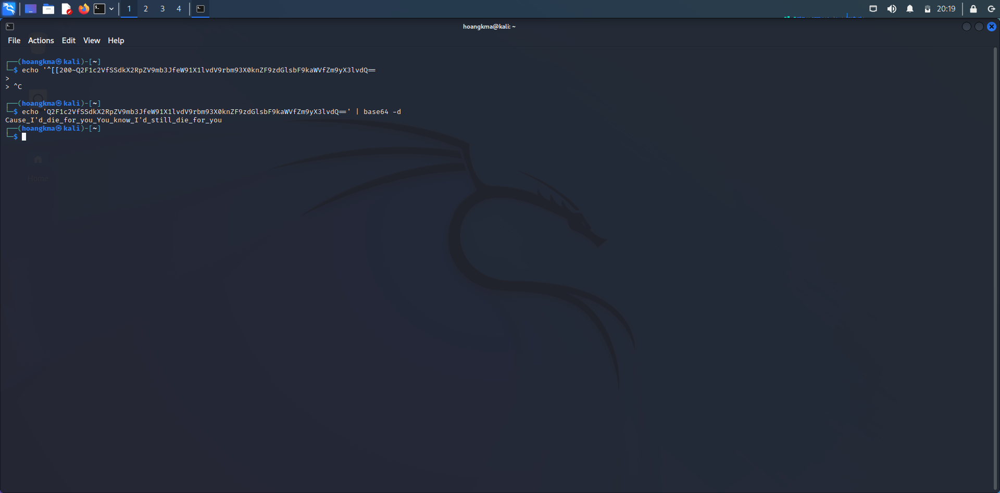 1 2 3 4 20:19
hoangkma@kali: ~
File Actions Edit View Help
┌──(hoangkma㉿kali)-[~]
└─$ echo '^[[200~Q2F1c2VfSSdkX2RpZV9mb3JfeW91X1lvdV9rbm93X0knZF9zdGlsbF9kaWVfZm9yX3lvdQ==
>
> ^C
┌──(hoangkma㉿kali)-[~]
└─$ echo 'Q2F1c2VfSSdkX2RpZV9mb3JfeW91X1lvdV9rbm93X0knZF9zdGlsbF9kaWVfZm9yX3lvdQ==' | base64 -d
Cause_I'd_die_for_you_You_know_I'd_still_die_for_you
┌──(hoangkma㉿kali)-[~]
└─$
Home